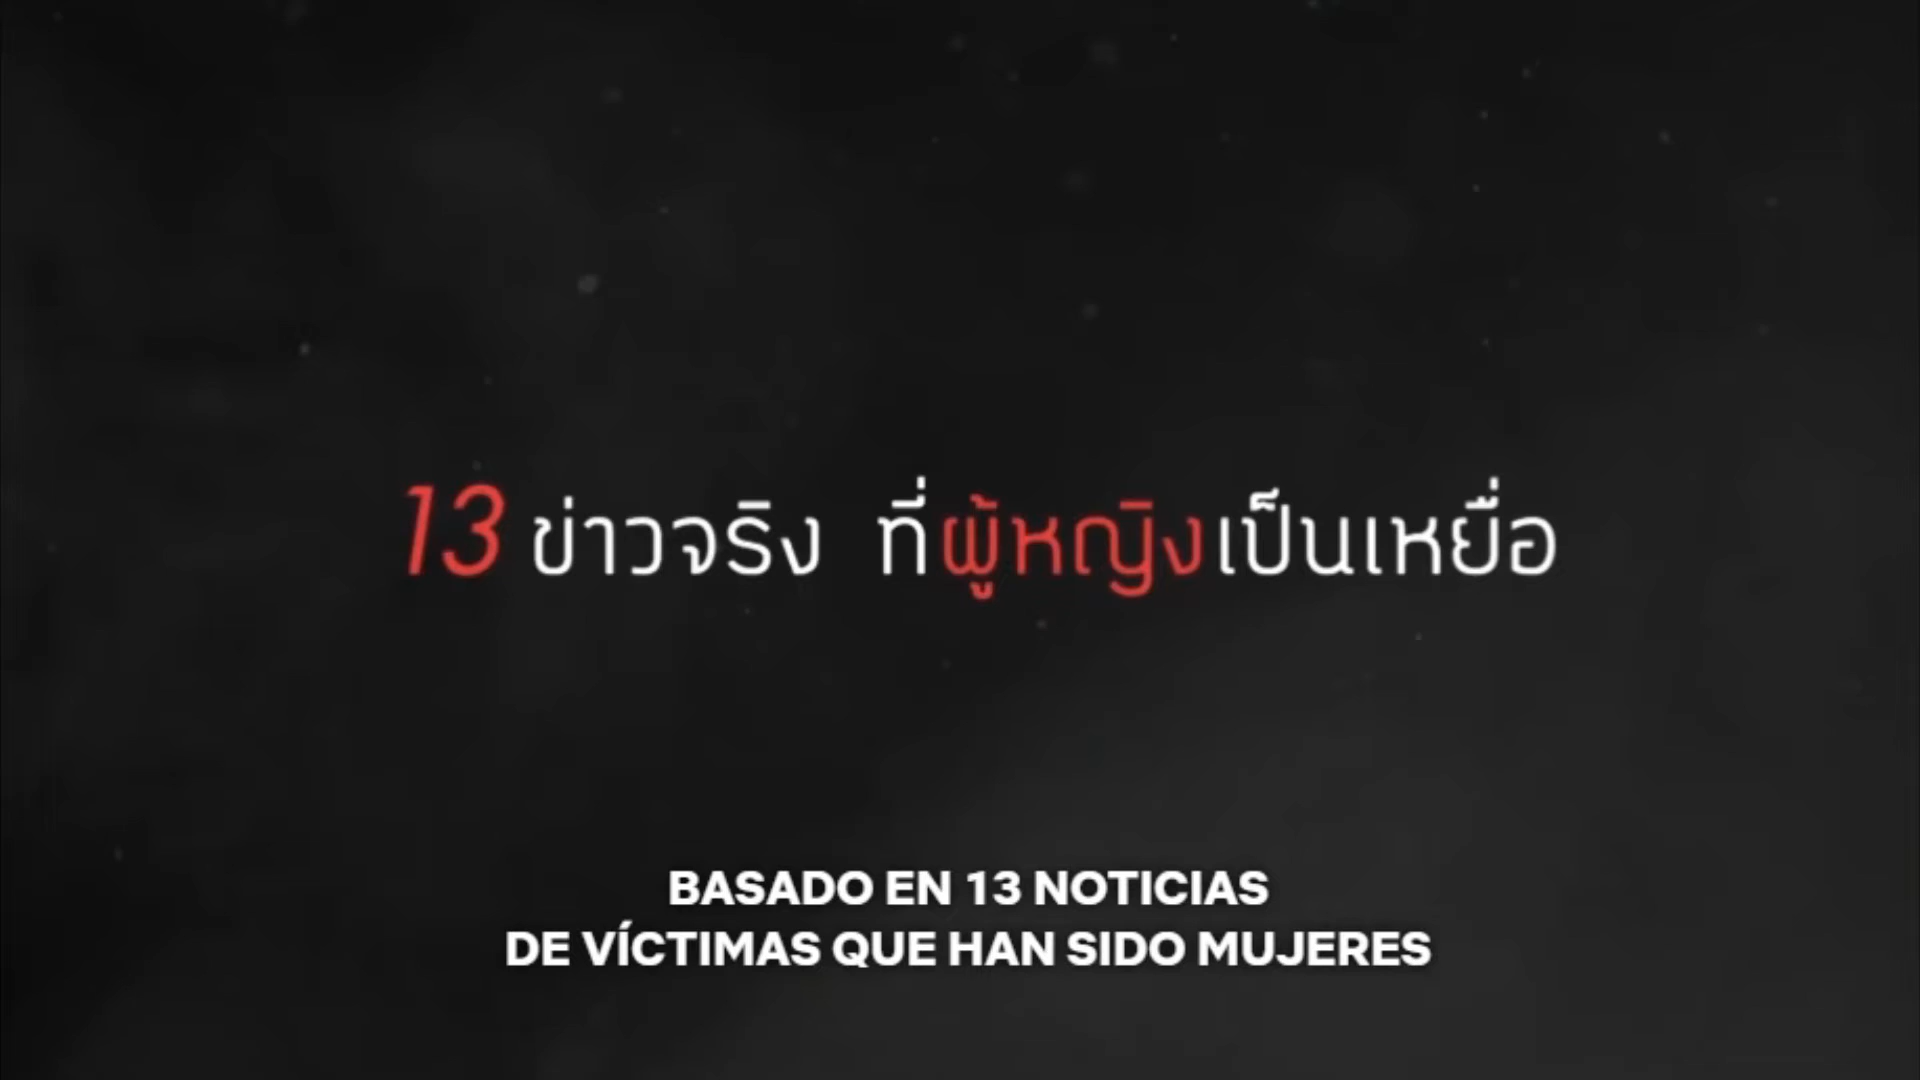 13 ข่าวจริง ที่ผู้หญิงเป็นเหยื่อ
BASADO EN 13 NOTICIAS
DE VÍCTIMAS QUE HAN SIDO MUJERES